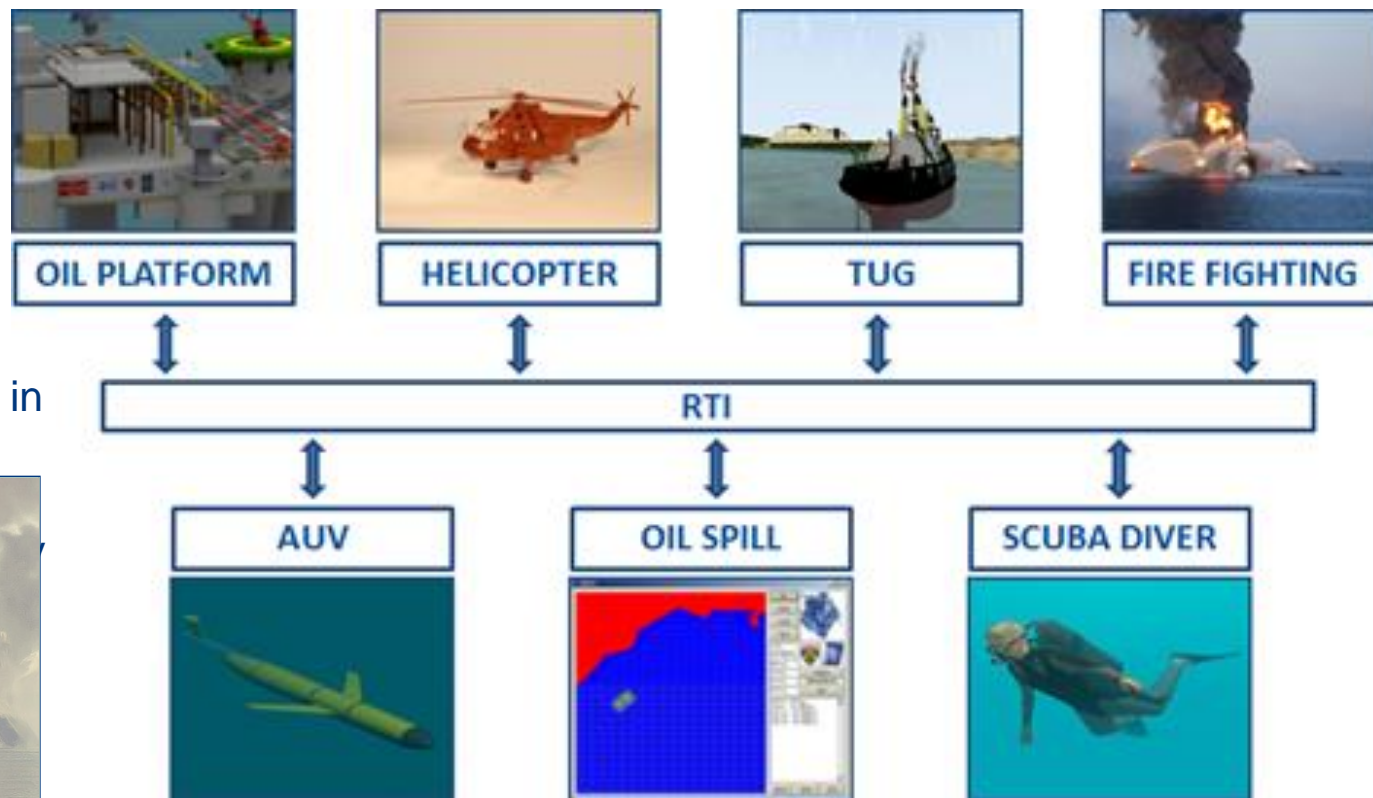 OIL PLATFORM
HELICOPTER
TUG
FIRE FIGHTING
in
RTI
AUV
OIL SPILL
SCUBA DIVER